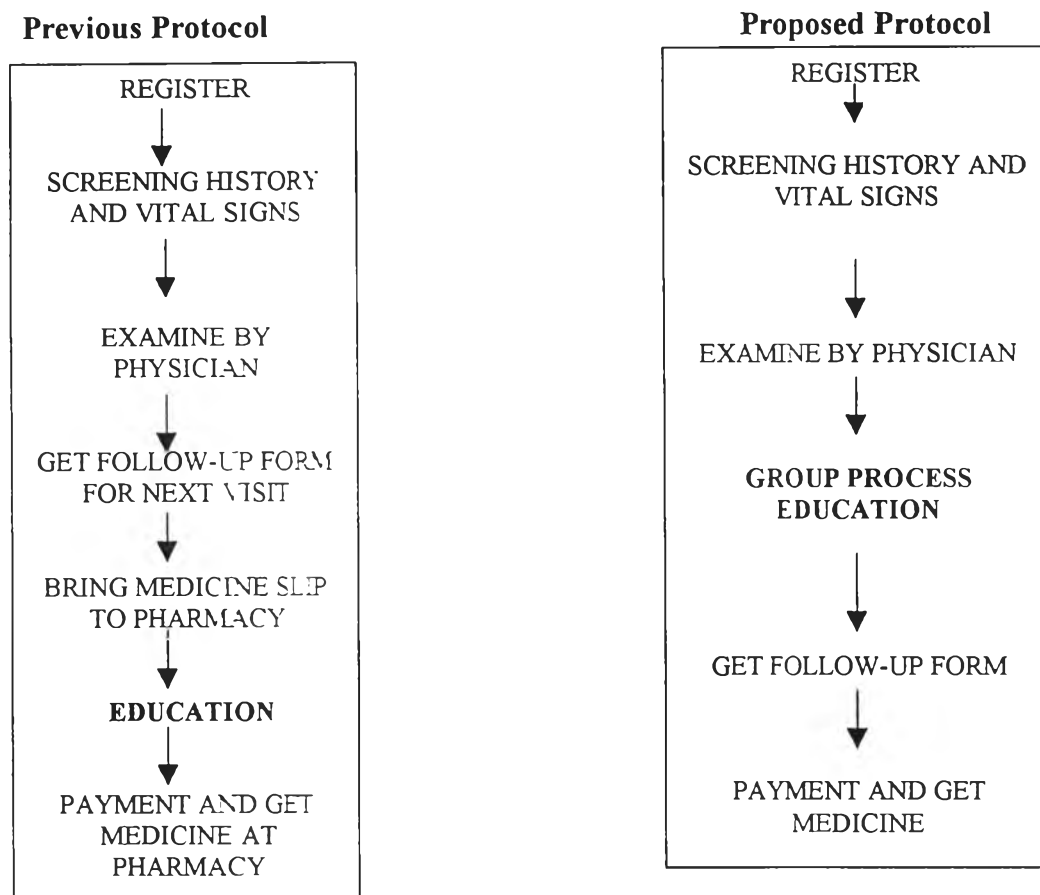 Previous Protocol
REGISTER
SCREENING HISTORY
AND VITAL SIGNS
EXAMINE BY
PHYSICIAN
GET FOLLOW-UP FORM
FOR NEXT VISIT
BRING MEDICINE SLIP
TO PHARMACY
EDUCATION
PAYMENT AND GET
MEDICINE AT
PHARMACY
Proposed Protocol
REGISTER
SCREENING HISTORY AND
VITAL SIGNS
EXAMINE BY PHYSICIAN
GROUP PROCESS
EDUCATION
GET FOLLOW-UP FORM
PAYMENT AND GET
MEDICINE